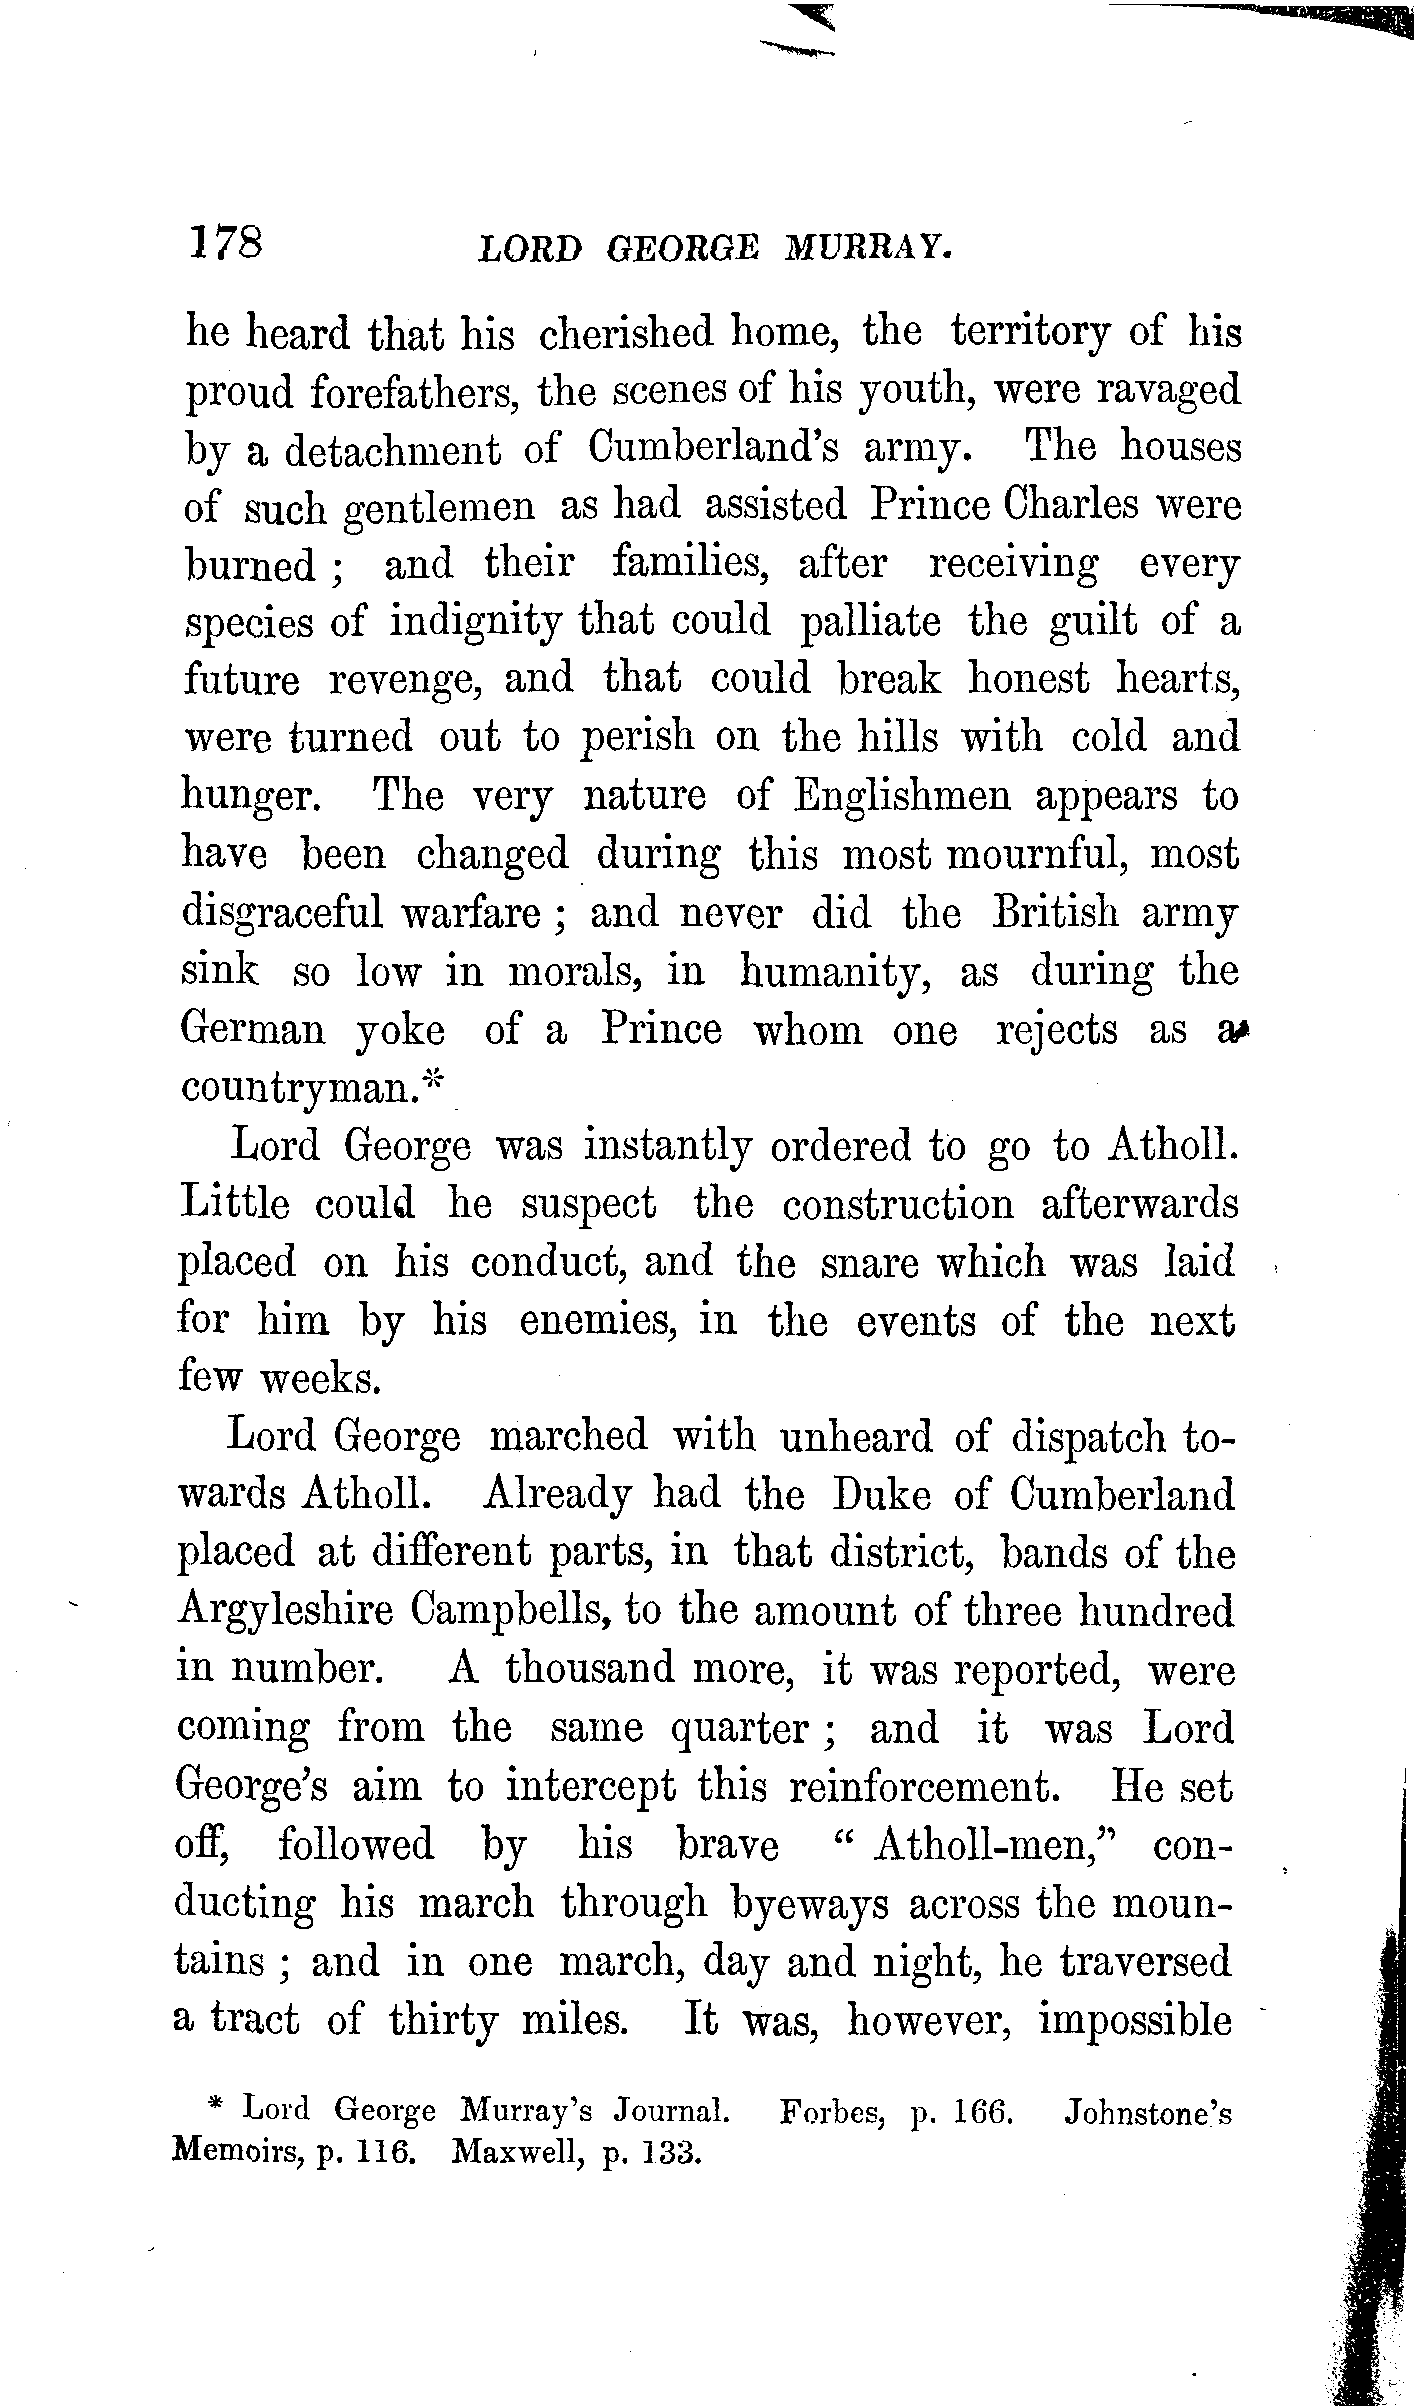 178 LORD GEORGE MURRAY.
he heard that his cherished home, the territory of his
proud forefathers, the scenes of his youth, were ravaged
by a detachment of Cumberland's army. The houses
of such gentlemen as had assisted Prince Charles were
burned ; and their families, after receiving every
species of indignity that could palliate the guilt of a
future revenge, and that could break honest hearts,
were turned out to perish on the hills with cold and
hunger. The very nature of Englishmen appears to
have been changed during this most mournful, most
disgraceful warfare ; and never did the British army
sink so low in morals, in humanity, as during the
German yoke of a Prince whom one rejects as a
countryman.*
Lord George was instantly ordered to go to Atholl.
Little could he suspect the construction afterwards
placed on his conduct, and the snare which was laid
for him by his enemies, in the events of the next
few weeks.
Lord George marched with unheard of dispatch to-
wards Atholl. Already had the Duke of Cumberland
placed at different parts, in that district, bands of the
Argyleshire Campbells, to the amount of three hundred
in number. A thousand more, it was reported, were
coming from the same quarter ; and it was Lord
George's aim to intercept this reinforcement. He set
off, followed by his brave " Atholl-men," con-
ducting his march through byeways across the moun-
tains ; and in one march, day and night, he traversed
a tract of thirty miles. It was, however, impossible
* Lord George Murray's Journal. Forbes, p. 166. Johnstone's
Memoirs, p. 116. Maxwell, p. 133.